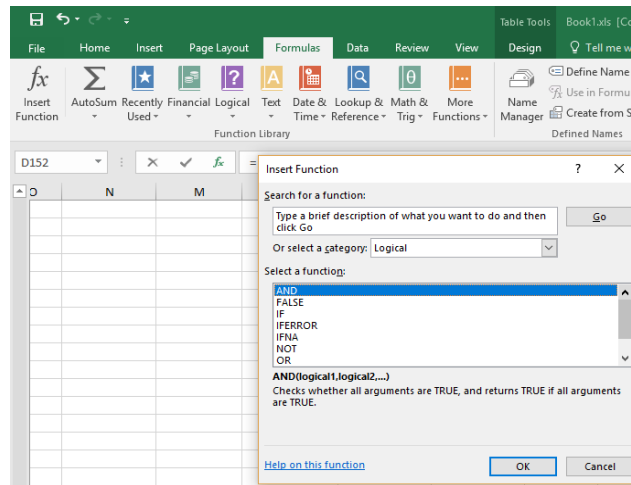 Table Tools Book1.xls [Co
File Home Insert Page Layout Formulas Data Review View Design Tell me w
fx Σ ? A θ
Insert Function AutoSum Recently Used Financial Logical Text Date & Time Lookup & Reference Math & Trig More Functions Name Manager
Define Name
Use in Formu
Create from S
Function Library Defined Names
D152 fx =
O N M
Insert Function ? ×
Search for a function:
Type a brief description of what you want to do and then
click Go
Go
Or select a category: Logical
Select a function:
AND
FALSE
IF
IFERROR
IFNA
NOT
OR
AND(logical1,logical2,...)
Checks whether all arguments are TRUE, and returns TRUE if all arguments
are TRUE.
Help on this function OK Cancel